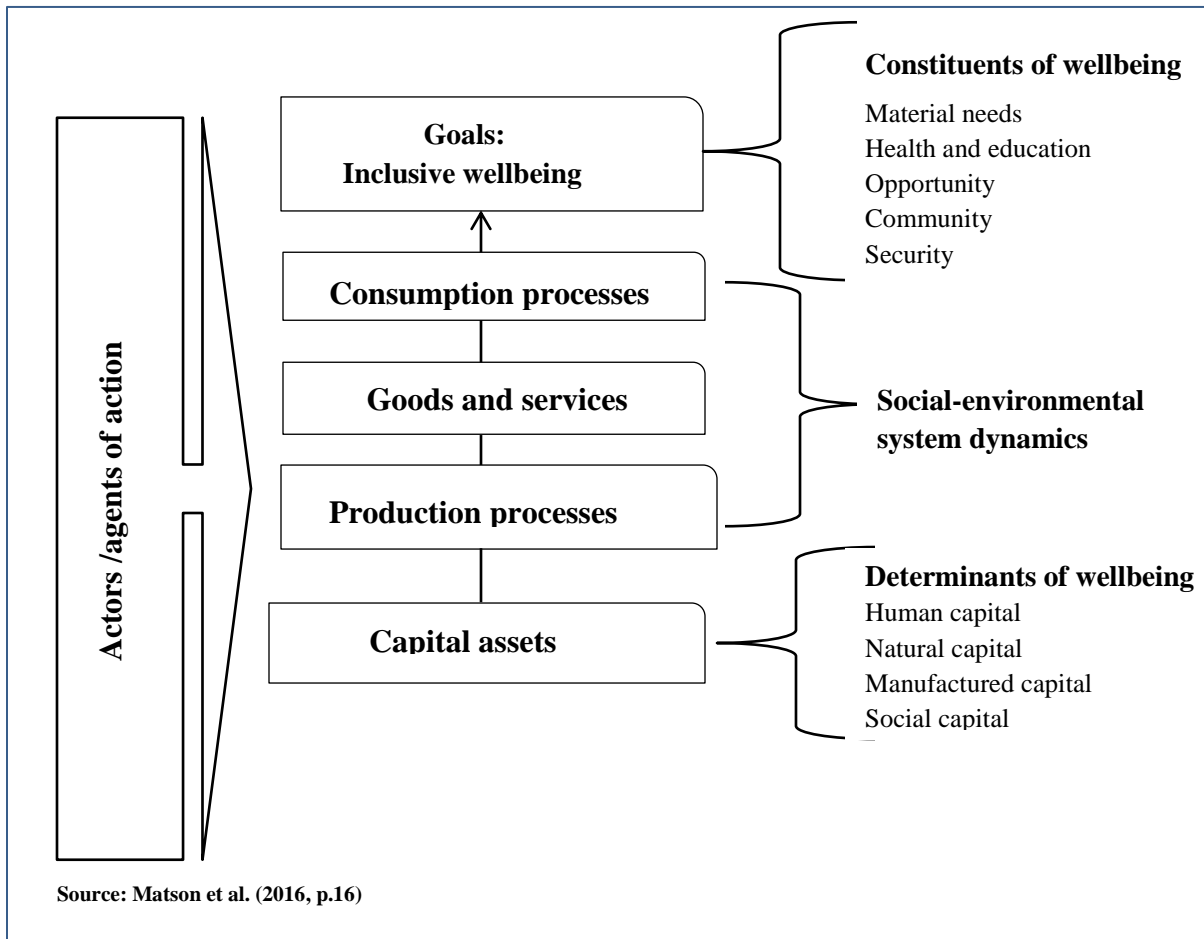 Actors /agents of action
Goals:
Inclusive wellbeing
Consumption processes
Goods and services
Production processes
Capital assets
Constituents of wellbeing
Material needs
Health and education
Opportunity
Community
Security
Social-environmental
system dynamics
Determinants of wellbeing
Human capital
Natural capital
Manufactured capital
Social capital
Source: Matson et al. (2016, p.16)